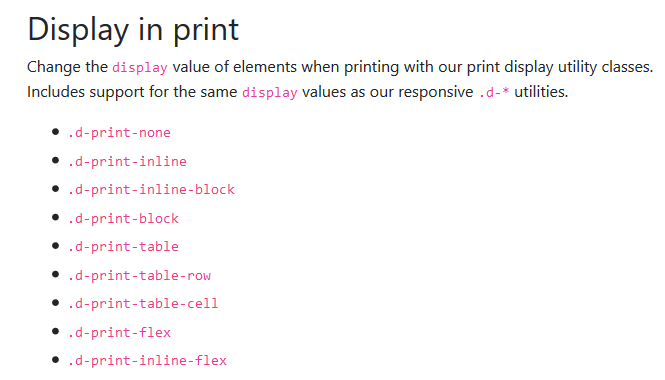 Display in print
Change the display value of elements when printing with our print display utility classes.
Includes support for the same display values as our responsive .d-* utilities.
.d-print-none
.d-print-inline
.d-print-inline-block
.d-print-block
.d-print-table
.d-print-table-row
.d-print-table-cell
.d-print-flex
.d-print-inline-flex